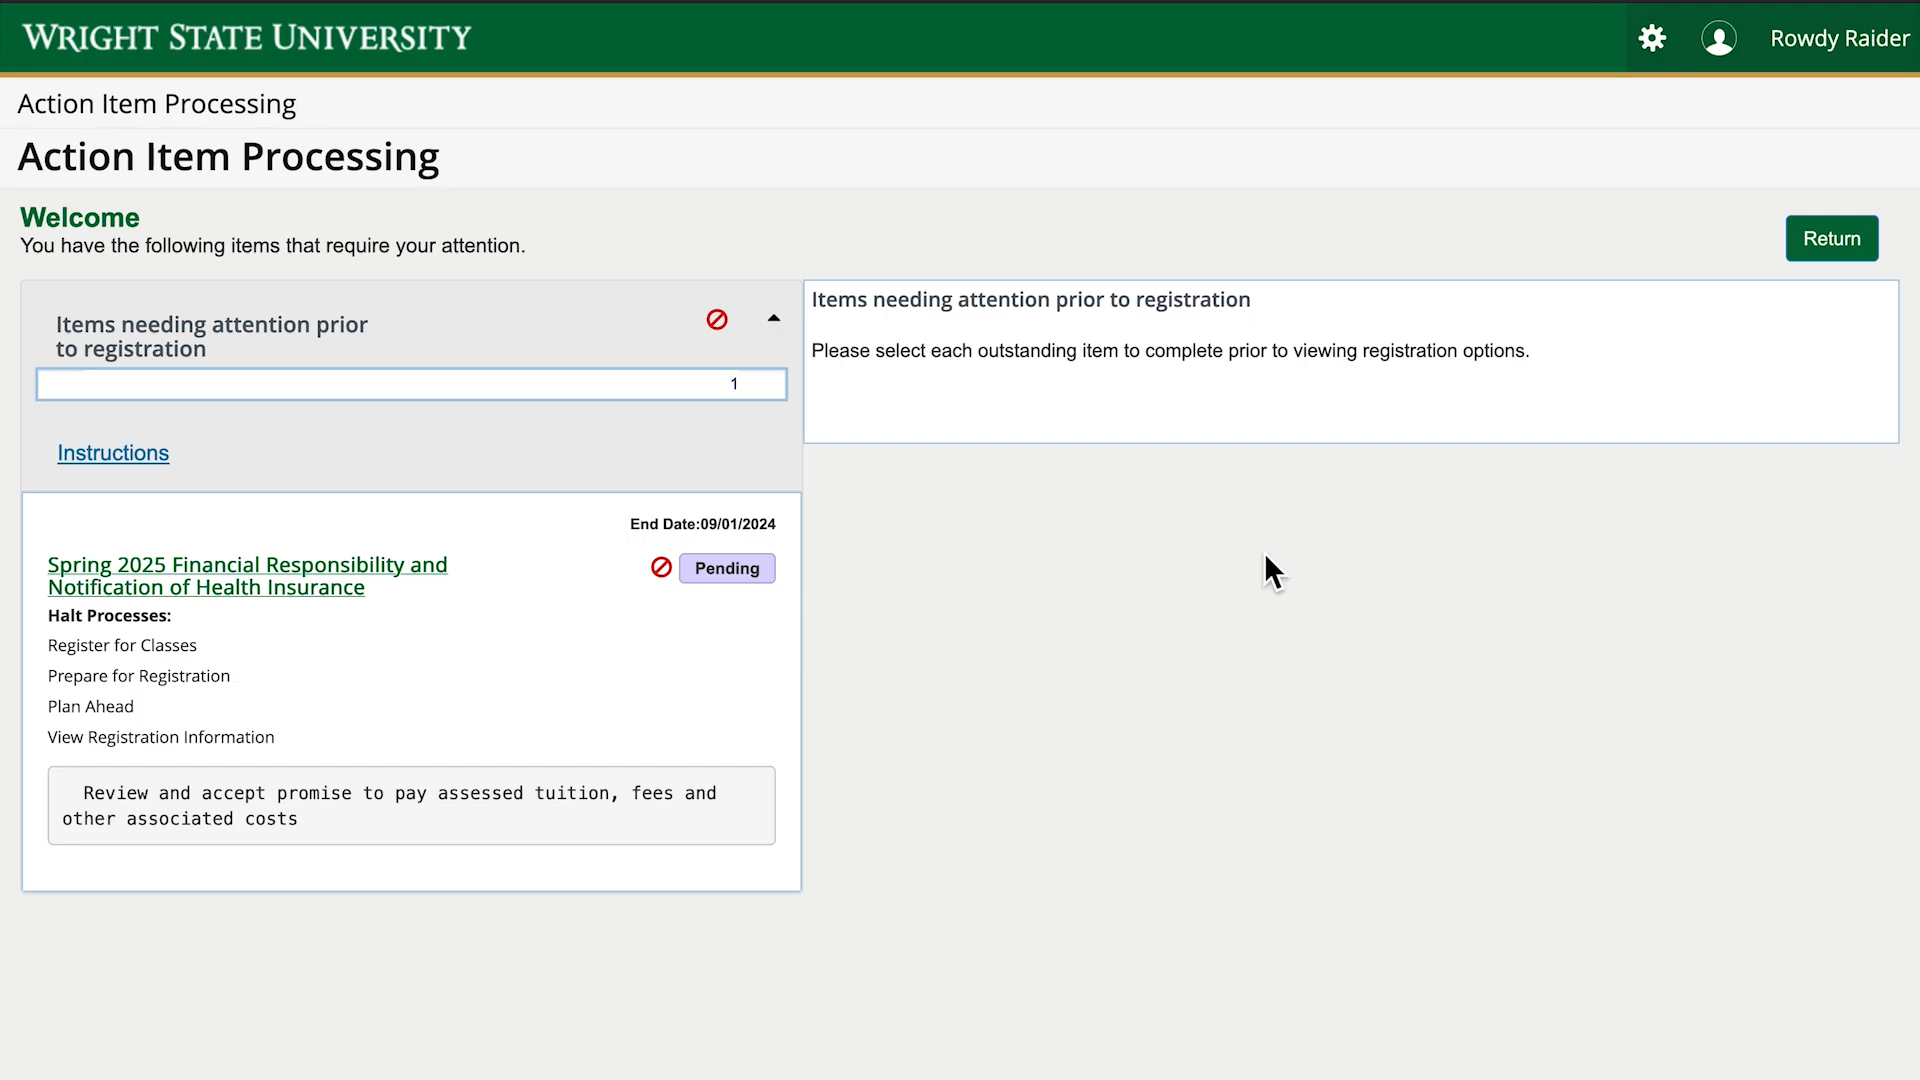 WRIGHT STATE UNIVERSITY
Rowdy Raider
Action Item Processing
Action Item Processing
Welcome
You have the following items that require your attention.
Return
Items needing attention prior
to registration
1
Instructions
Items needing attention prior to registration
Please select each outstanding item to complete prior to viewing registration options.
End Date:09/01/2024
Spring 2025 Financial Responsibility and
Notification of Health Insurance
Pending
Halt Processes:
Register for Classes
Prepare for Registration
Plan Ahead
View Registration Information
Review and accept promise to pay assessed tuition, fees and
other associated costs